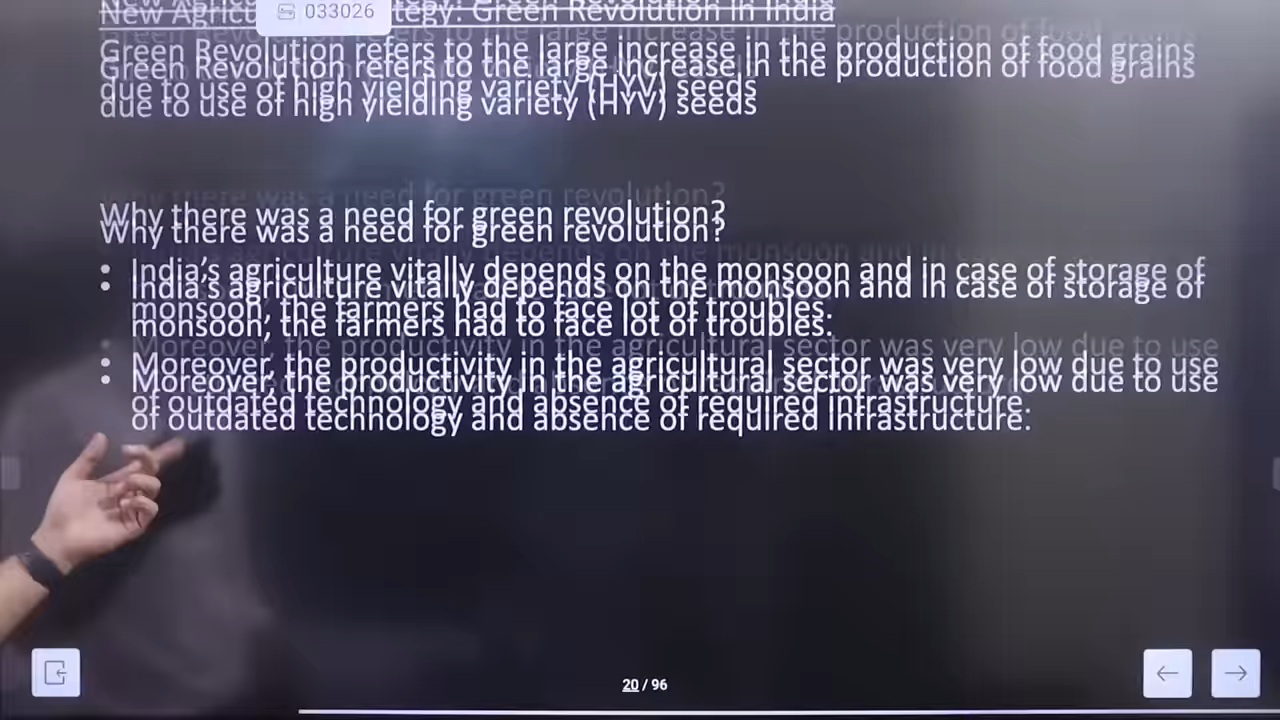 New Agricu
tegy: Green Revolution in India
033026
Green Revolution refers to the large increase in the production of food grains
due to use of high yielding variety (HYV) seeds
Why there was a need for green revolution?
• India's agriculture vitally depends on the monsoon and in case of storage of
monsoon, the farmers had to face lot of troubles.
• Moreover, the productivity in the agricultural sector was very low due to use
of outdated technology and absence of required infrastructure.
20 / 96